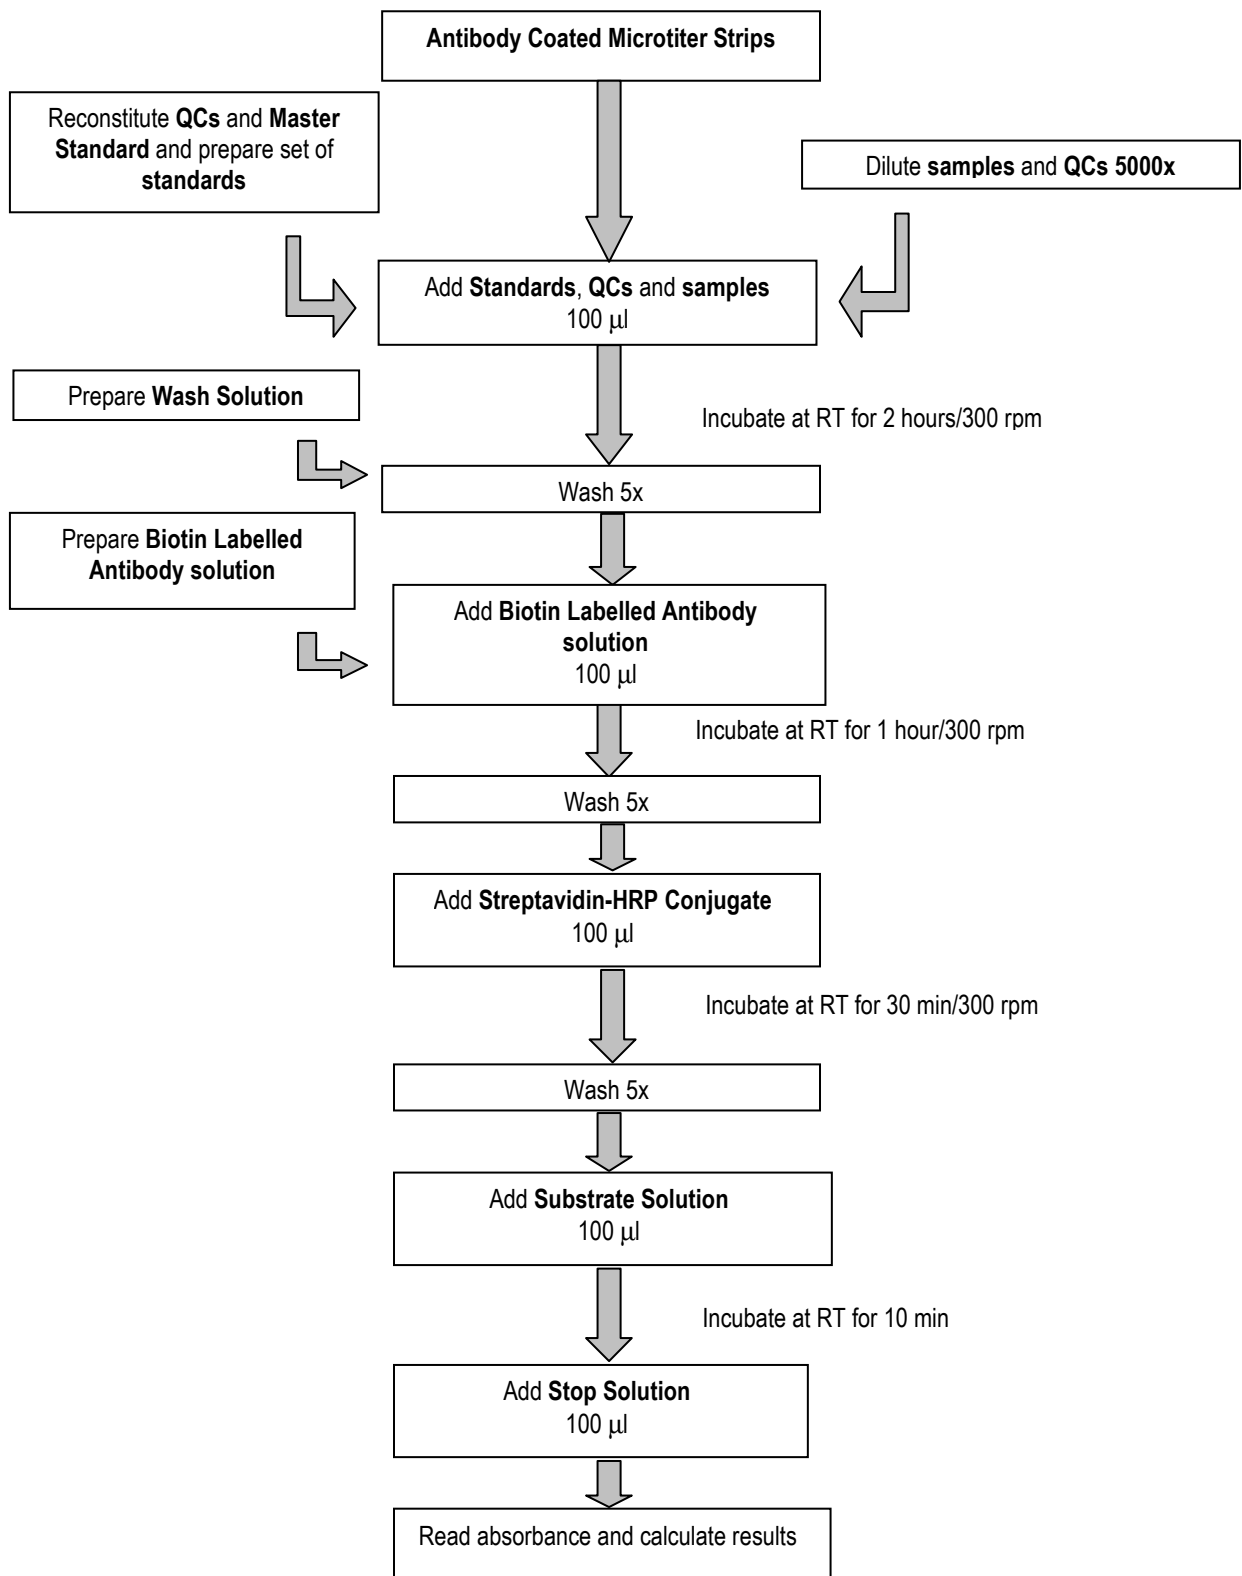 Antibody Coated Microtiter Strips
Reconstitute QCs and Master
Standard and prepare set of
standards
Dilute samples and QCs 5000x
Add Standards, QCs and samples
100 μl
Prepare Wash Solution
Incubate at RT for 2 hours/300 rpm
Wash 5x
Prepare Biotin Labelled
Antibody solution
Add Biotin Labelled Antibody
solution
100 μl
Incubate at RT for 1 hour/300 rpm
Wash 5x
Add Streptavidin-HRP Conjugate
100 μl
Incubate at RT for 30 min/300 rpm
Wash 5x
Add Substrate Solution
100 μl
Incubate at RT for 10 min
Add Stop Solution
100 μl
Read absorbance and calculate results